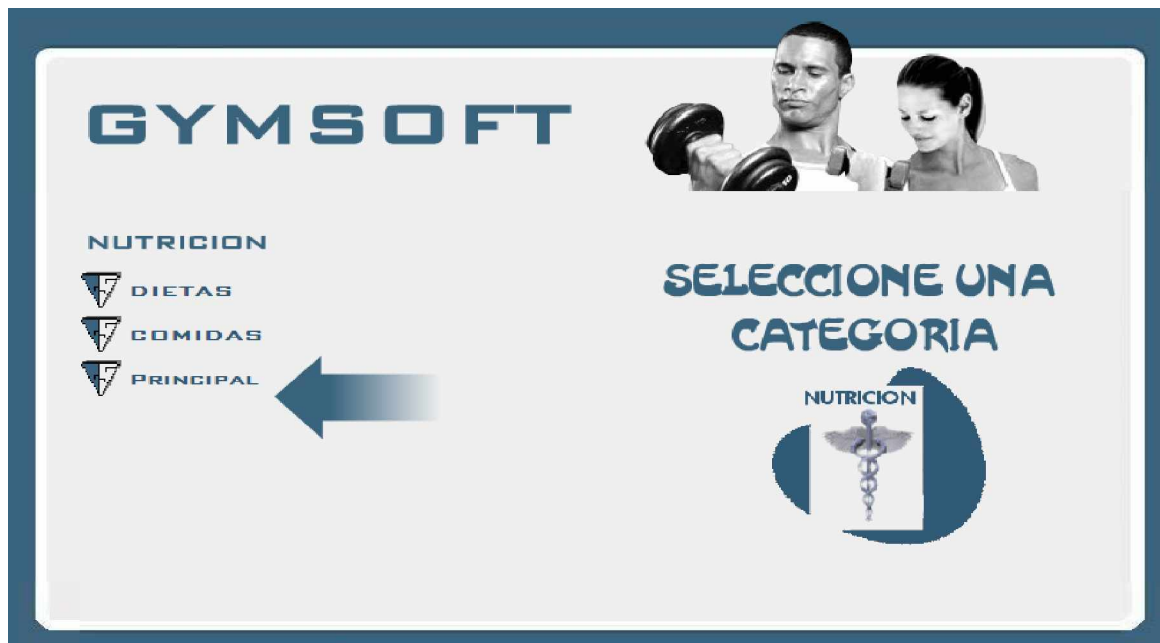 GYMSOFT
NUTRICION
DIETAS
COMIDAS
PRINCIPAL
SELECCIONE UNA
CATEGORIA
NUTRICION